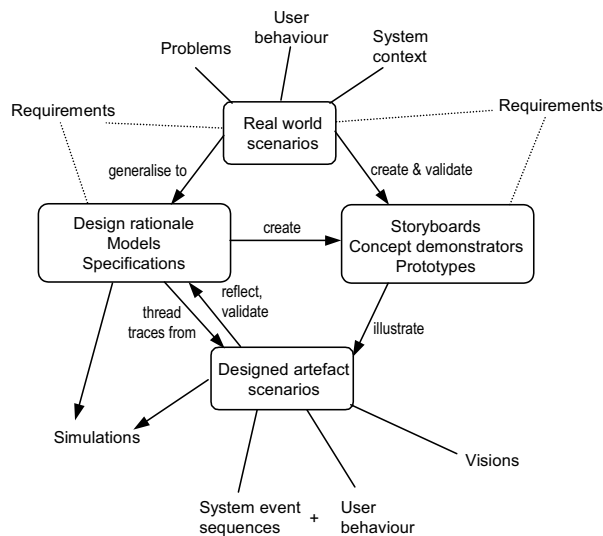 User
behaviour
Problems
System
context
Requirements
Requirements
Real world
scenarios
generalise to
create & validate
Design rationale
Models
Specifications
create
Storyboards
Concept demonstrators
Prototypes
reflect,
validate
thread
traces from
illustrate
Designed artefact
scenarios
Simulations
Visions
System event
sequences
+
User
behaviour